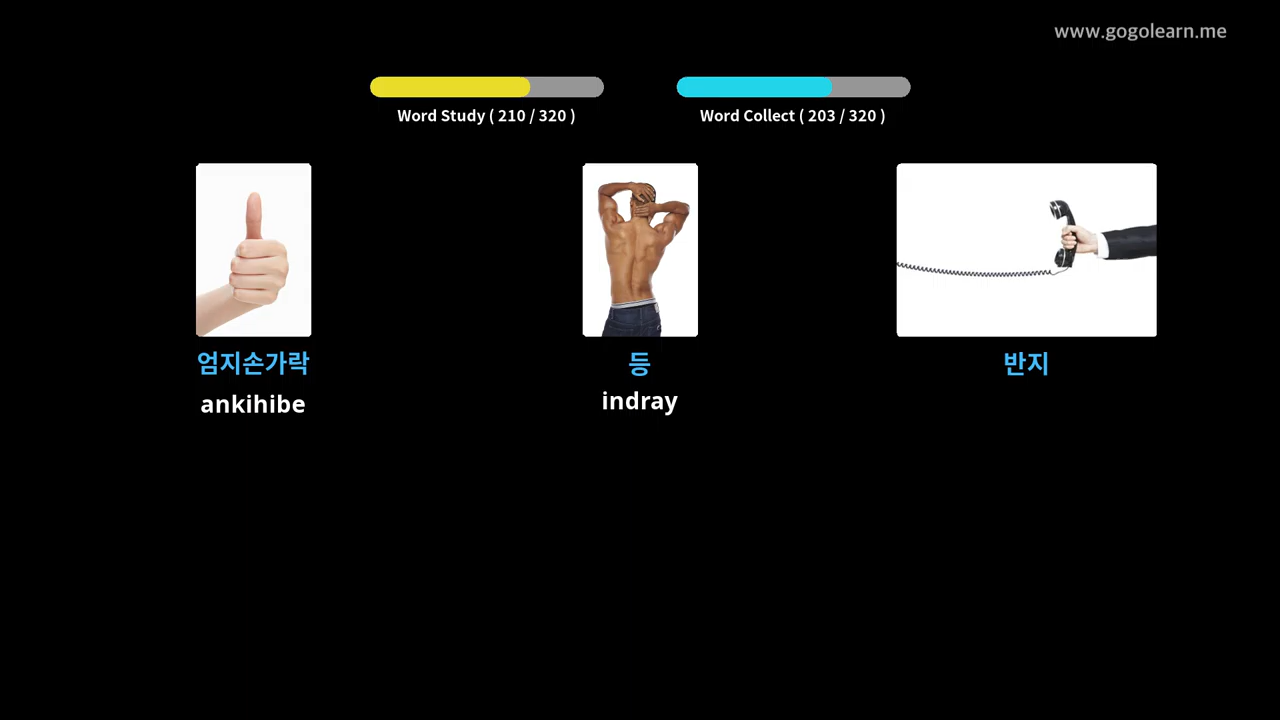 www.gogolearn.me
Word Study ( 210 / 320 )
Word Collect ( 203 / 320 )
엄지손가락
등
반지
ankihibe
indray